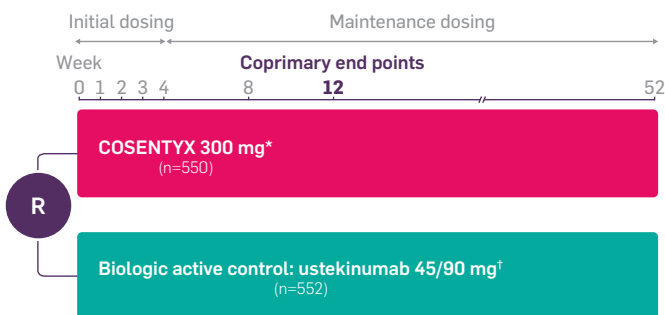 Initial dosing Maintenance dosing
Week Coprimary end points
0 1 2 3 4 8 12 52
COSENTYX 300 mg*
(n=550)
R
Biologic active control: ustekinumab 45/90 mg†
(n=552)